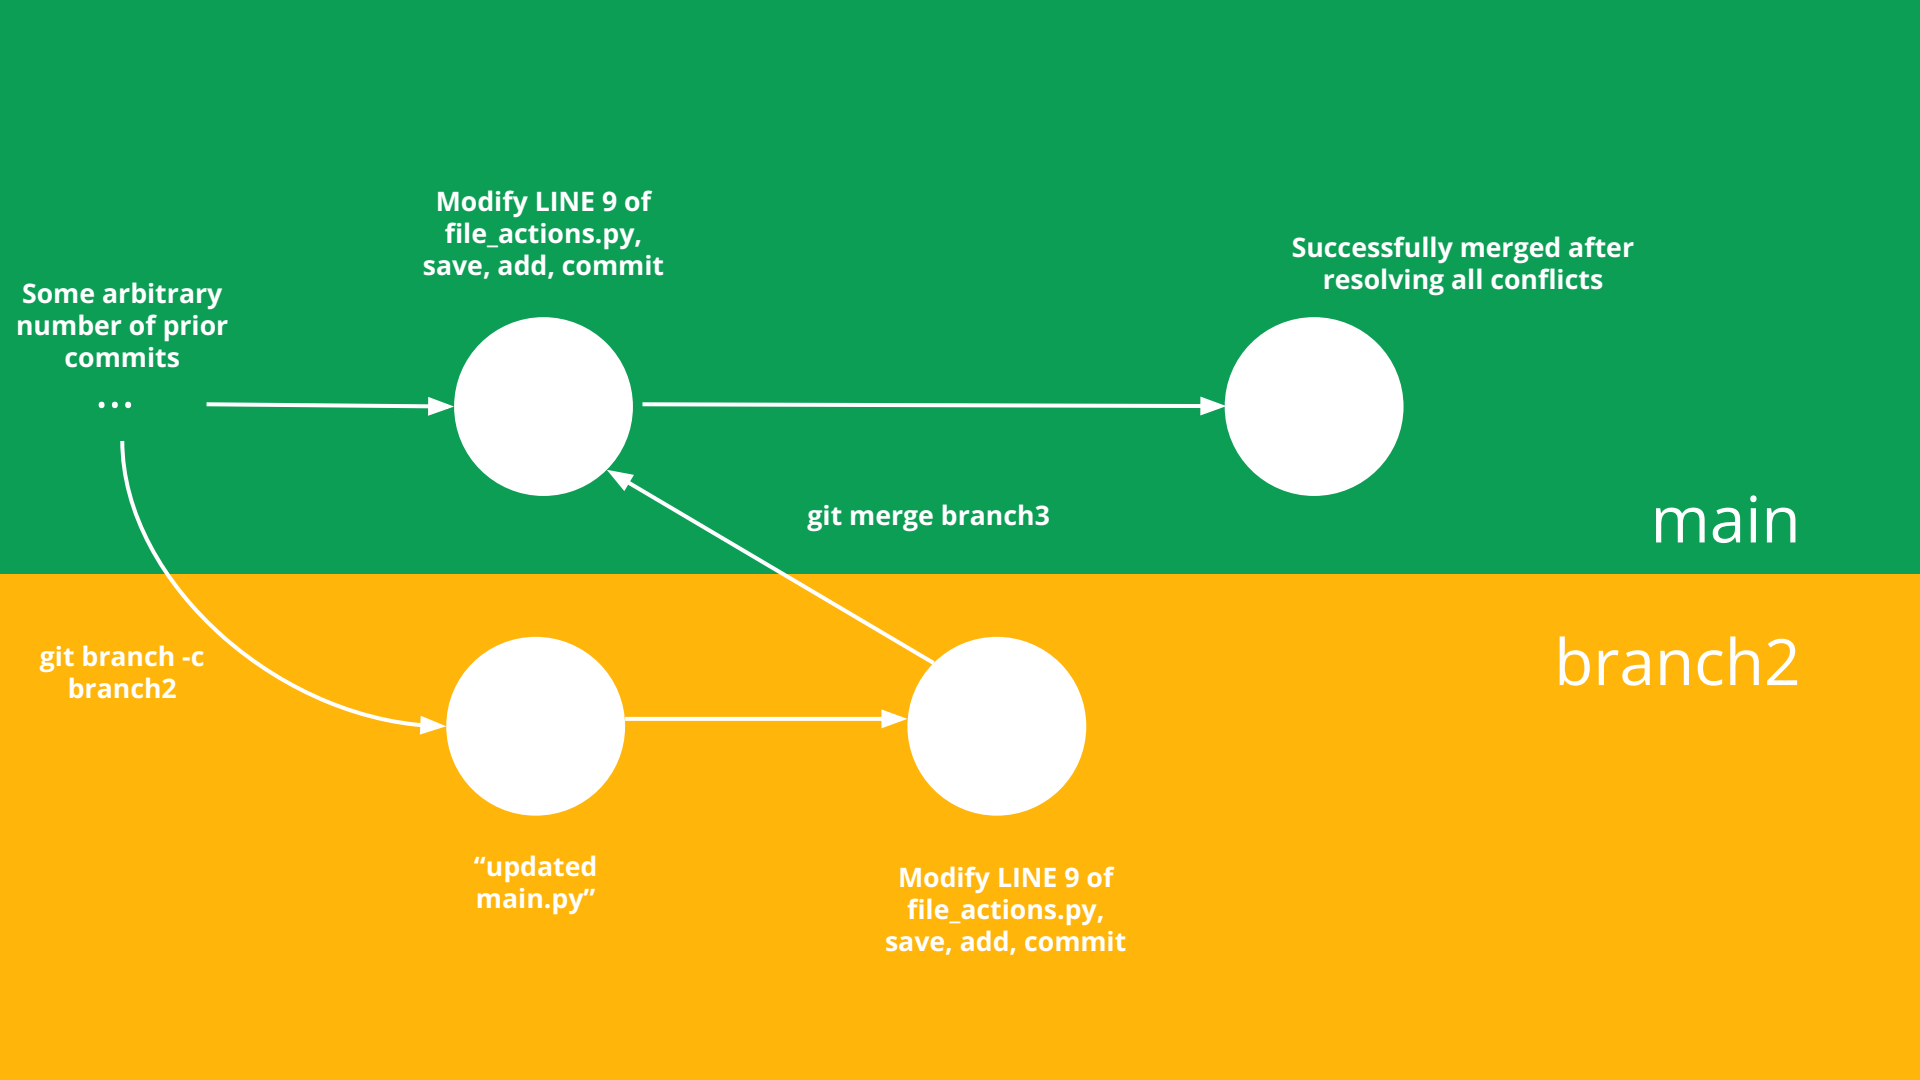 Modify LINE 9 of
file_actions.py,
save, add, commit
Successfully merged after
resolving all conflicts
Some arbitrary
number of prior
commits
...
git merge branch3
main
git branch -c
branch2
branch2
“updated
main.py”
Modify LINE 9 of
file_actions.py,
save, add, commit